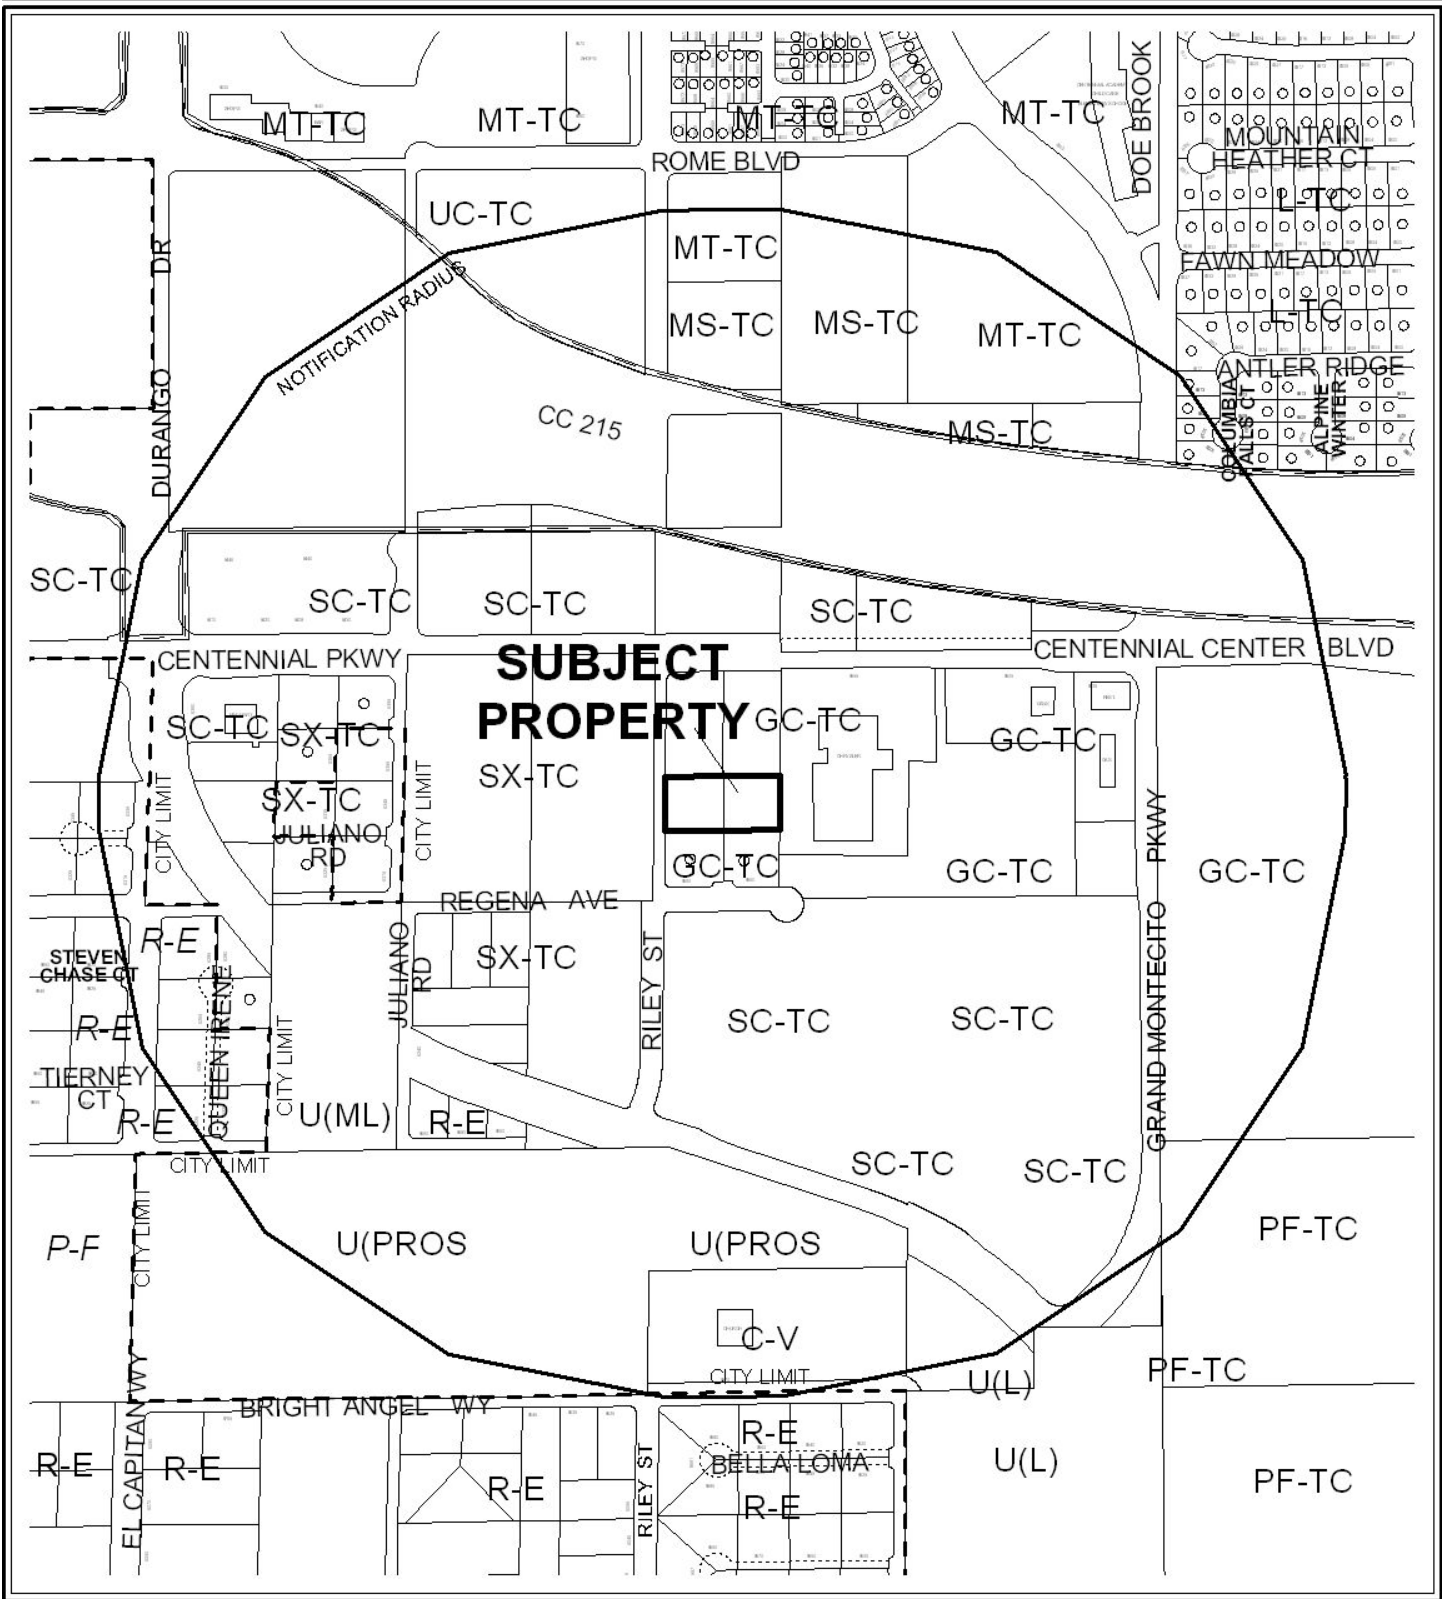 MT-TC
MT-TC
MT-TC
MT-TC
DOE BROOK
MOUNTAIN
HEATHER CT
ROME BLVD
L-TC
UC-TC
MT-TC
DURANGO DR
FAWN MEADOW
NOTIFICATION RADIUS
MS-TC
MS-TC
MT-TC
L-TC
ANTLER RIDGE
COLUMBIA
FALLS CT
ALPINE
WINTER
CC 215
MS-TC
SC-TC
SC-TC
SC-TC
SC-TC
CENTENNIAL PKWY
CENTENNIAL CENTER BLVD
SUBJECT
PROPERTY
SC-TC
SX-TC
GC-TC
GC-TC
SX-TC
SX-TC
CITY LIMIT
CITY LIMIT
JULIANO
RD
GC-TC
GC-TC
GC-TC
GRAND MONTECITO PKWY
REGENA AVE
R-E
STEVEN
CHASE CT
SX-TC
JULIANO
RD
RILEY ST
QUEEN IRENE
CITY LIMIT
R-E
SC-TC
SC-TC
TIERNEY
CT
R-E
U(ML)
R-E
CITY LIMIT
SC-TC
SC-TC
P-F
CITY LIMIT
U(PROS
U(PROS
PF-TC
C-V
CITY LIMIT
U(L)
PF-TC
EL CAPITAN WY
BRIGHT ANGEL WY
R-E
R-E
R-E
RILEY ST
R-E
BELLA LOMA
R-E
U(L)
PF-TC